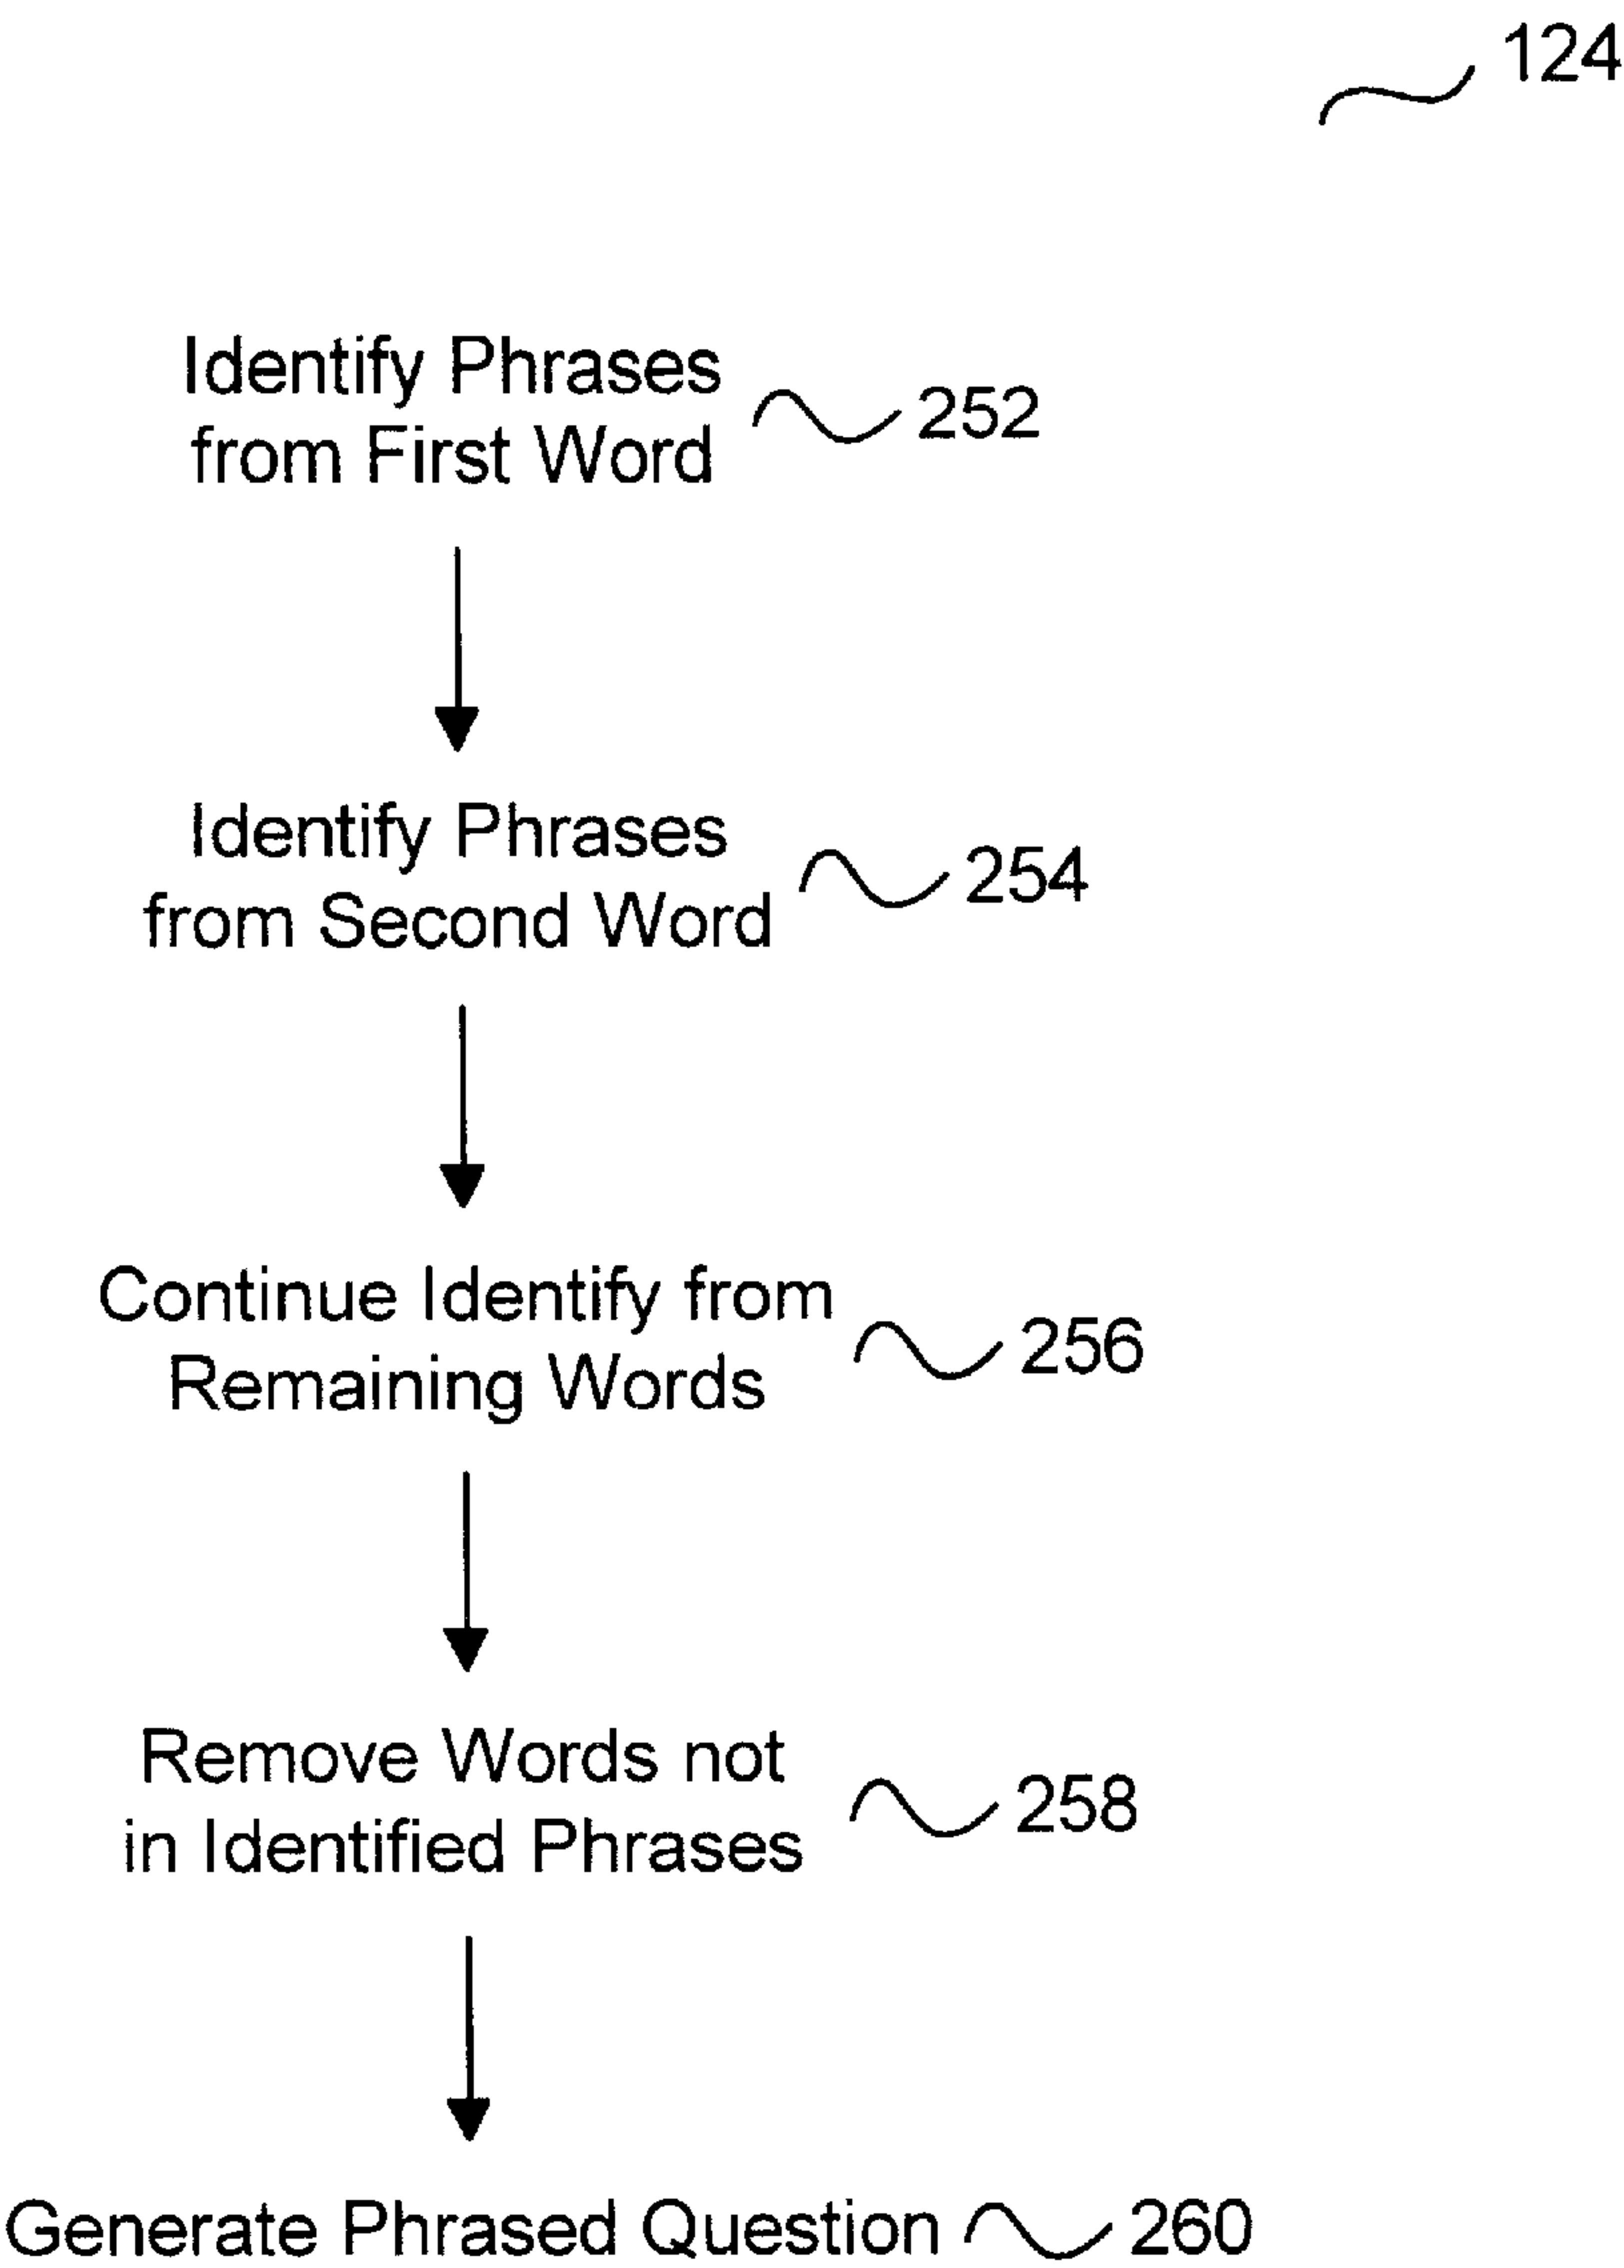 124
Identify Phrases
from First Word
252
Identify Phrases
from Second Word
254
Continue Identify from
Remaining Words
256
Remove Words not
in Identified Phrases
258
Generate Phrased Question 260